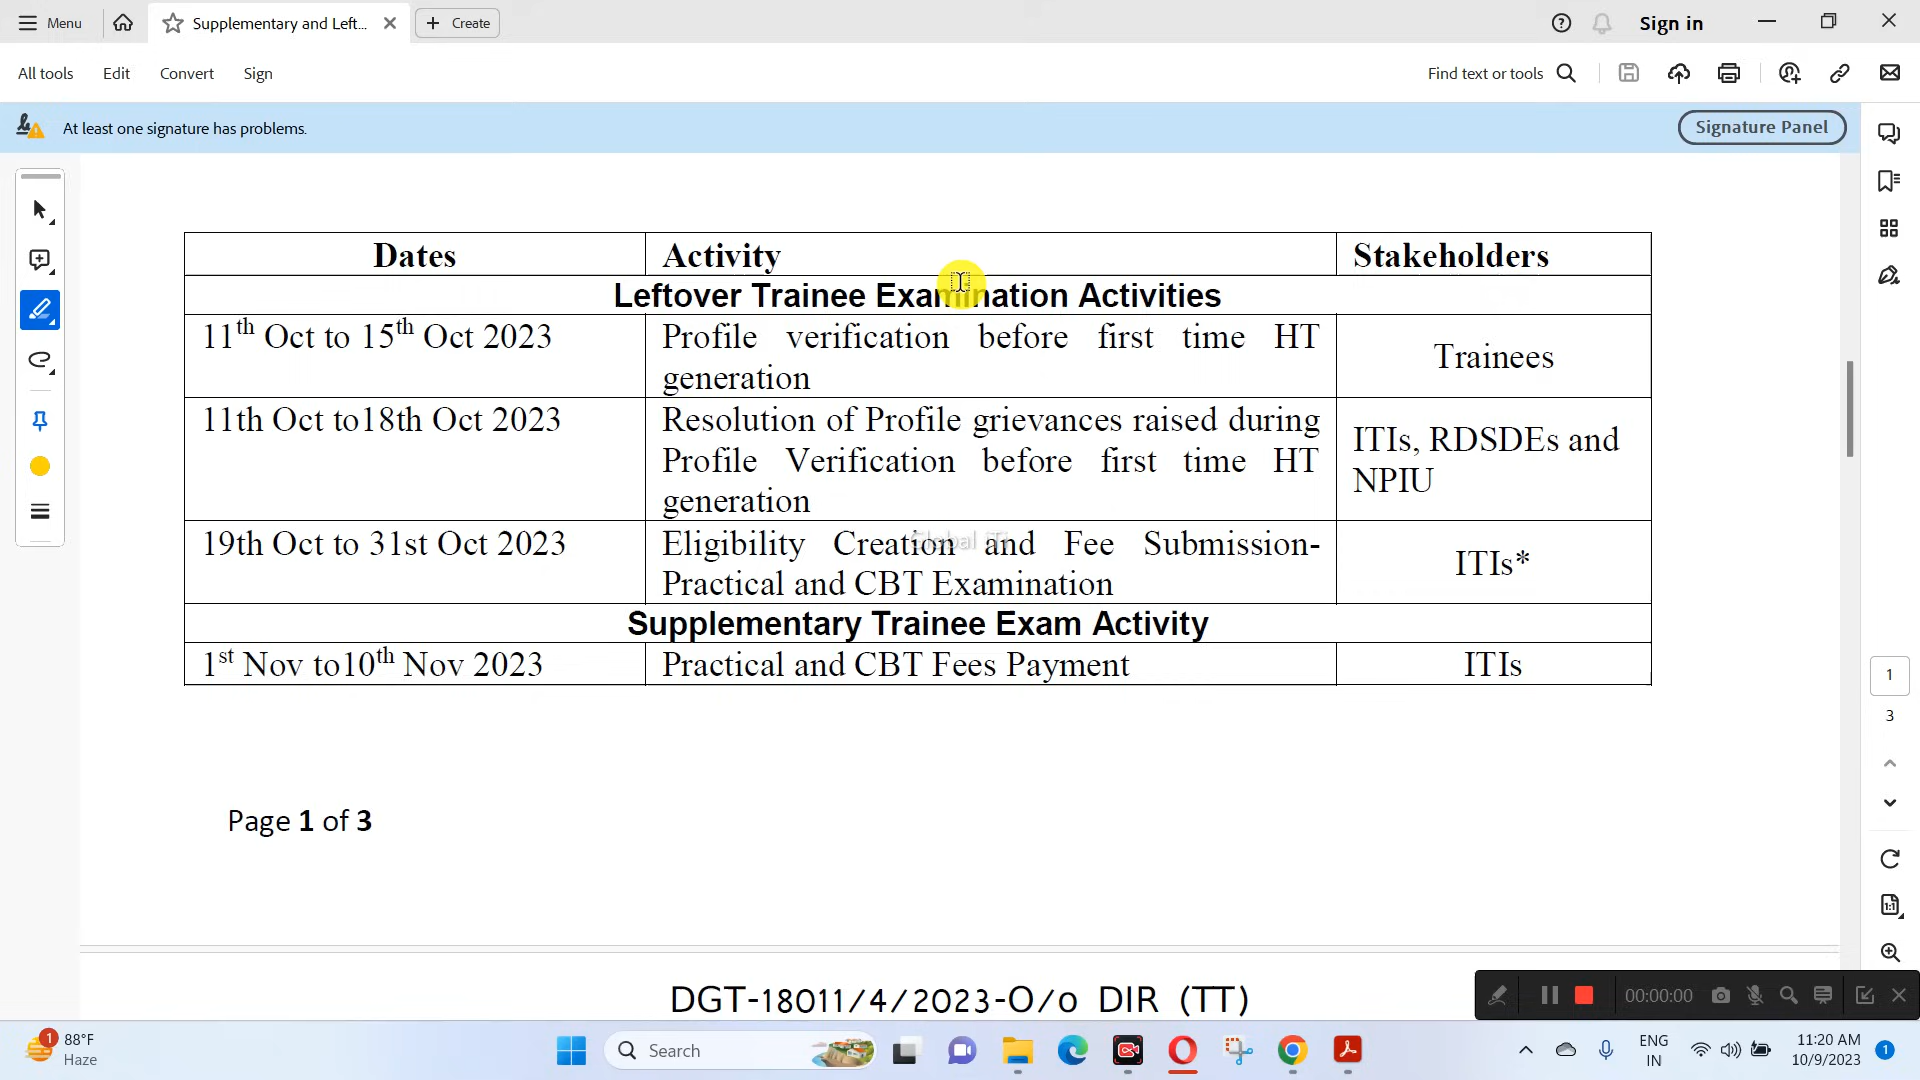 Menu
Supplementary and Left...
Create
Sign in
All tools
Edit
Convert
Sign
Find text or tools
At least one signature has problems.
Signature Panel
Dates
Activity
Stakeholders
Leftover Trainee Examination Activities
11th Oct to 15th Oct 2023
Profile verification before first time HT
generation
Trainees
11th Oct to18th Oct 2023
Resolution of Profile grievances raised during
Profile Verification before first time HT
generation
ITIs, RDSDEs and
NPIU
19th Oct to 31st Oct 2023
Eligibility Creation and Fee Submission-
Practical and CBT Examination
ITIs*
Global iTi
Supplementary Trainee Exam Activity
1st Nov to10th Nov 2023
Practical and CBT Fees Payment
ITIs
1
3
Page 1 of 3
1:1
DGT-18011/4/2023-O/o DIR (TT)
00:00:00
1
88°F
Haze
Search
ENG
IN
11:20 AM
10/9/2023
1